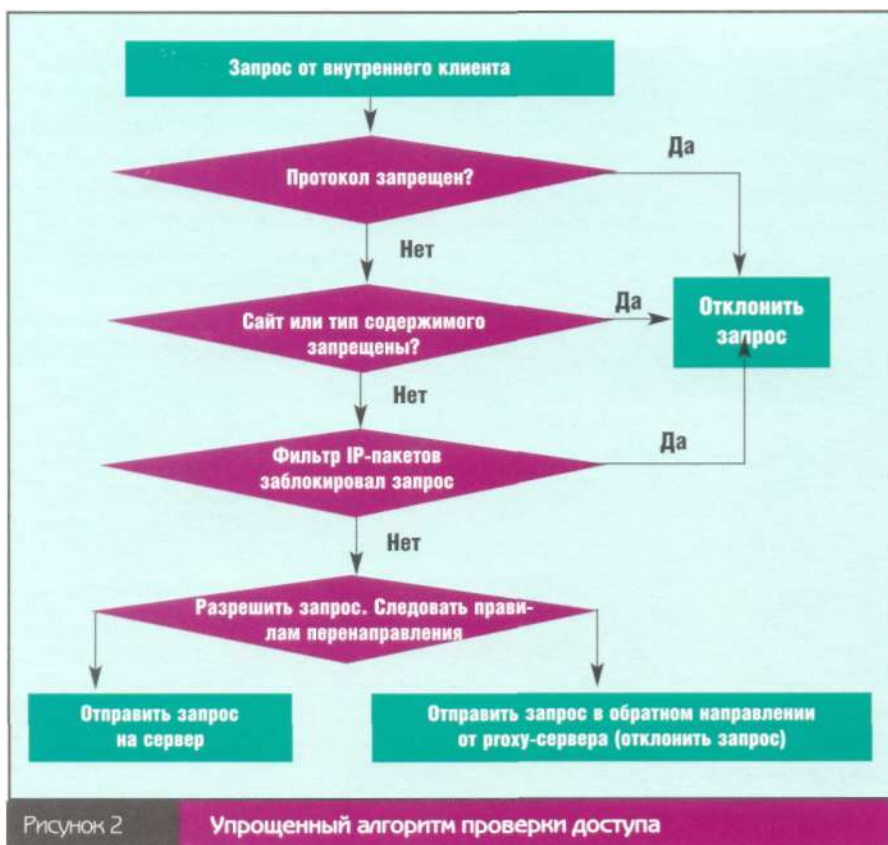 Запрос от внутреннего клиента
Да
Протокол запрещен?
Нет
Да
Сайт или тип содержимого
запрещены?
Отклонить
запрос
Нет
Да
Фильтр IP-пакетов
заблокировал запрос
Нет
Разрешить запрос. Следовать прави-
лам перенаправления
Отправить запрос
на сервер
Отправить запрос в обратном направлении
от proxy-сервера (отклонить запрос)
Рисунок 2
Упрощенный алгоритм проверки доступа